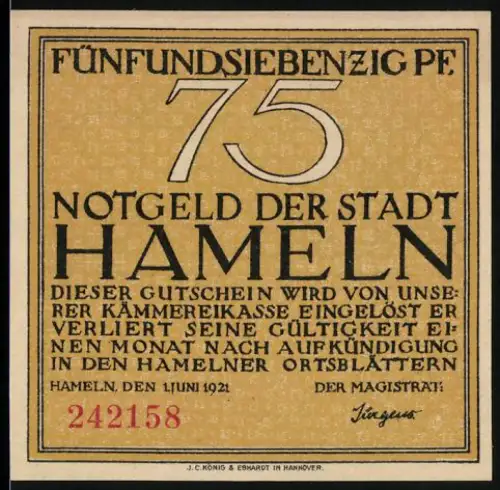 FÜNFUNDSIEBENZIG PF.
75
NOTGELD DER STADT
HAMELN
DIESER GUTSCHEIN WIRD VON UNSE-
RER KÄMMEREIKASSE EINGELÖST ER
VERLIERT SEINE GÜLTIGKEIT EI-
NEN MONAT NACH AUFKÜNDIGUNG
IN DEN HAMELNER ORTSBLÄTTERN
HAMELN, DEN 1. JUNI 1921 DER MAGISTRAT:
242158 Jürgens
J. C. KÖNIG & EBHARDT IN HANNOVER.